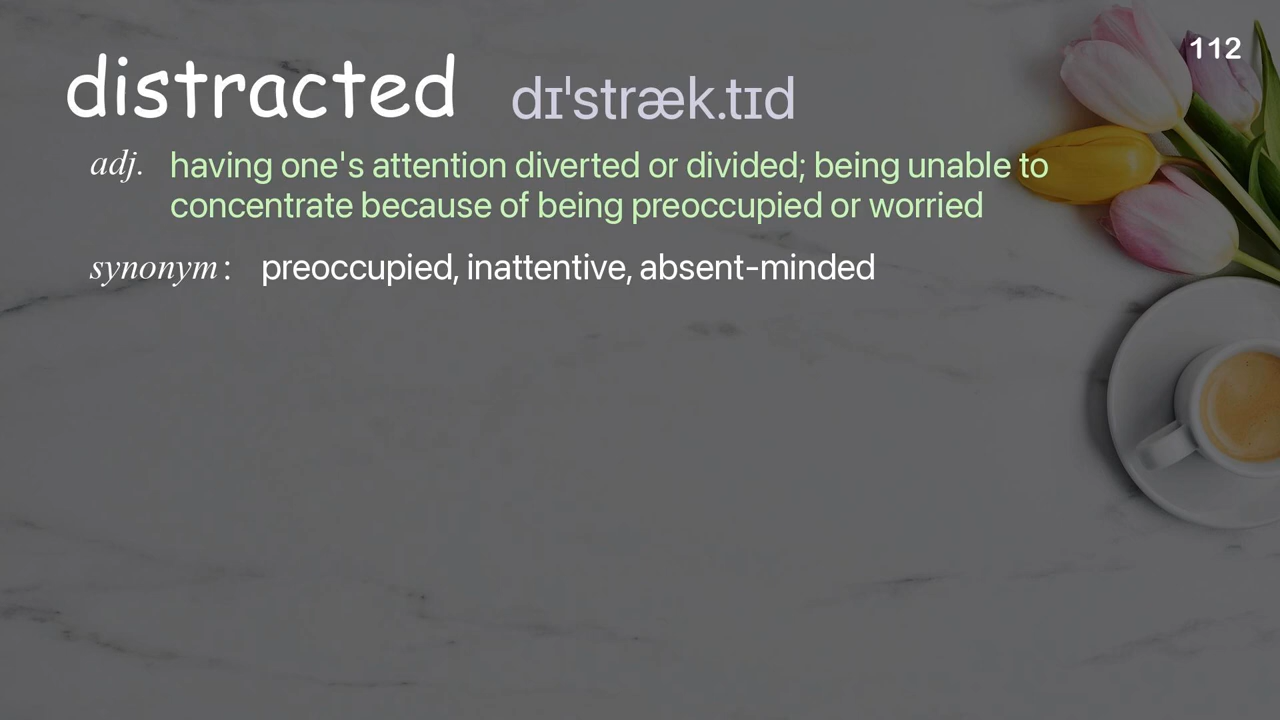 112
distracted dɪˈstræk.tɪd
adj. having one's attention diverted or divided; being unable to
concentrate because of being preoccupied or worried
synonym: preoccupied, inattentive, absent-minded